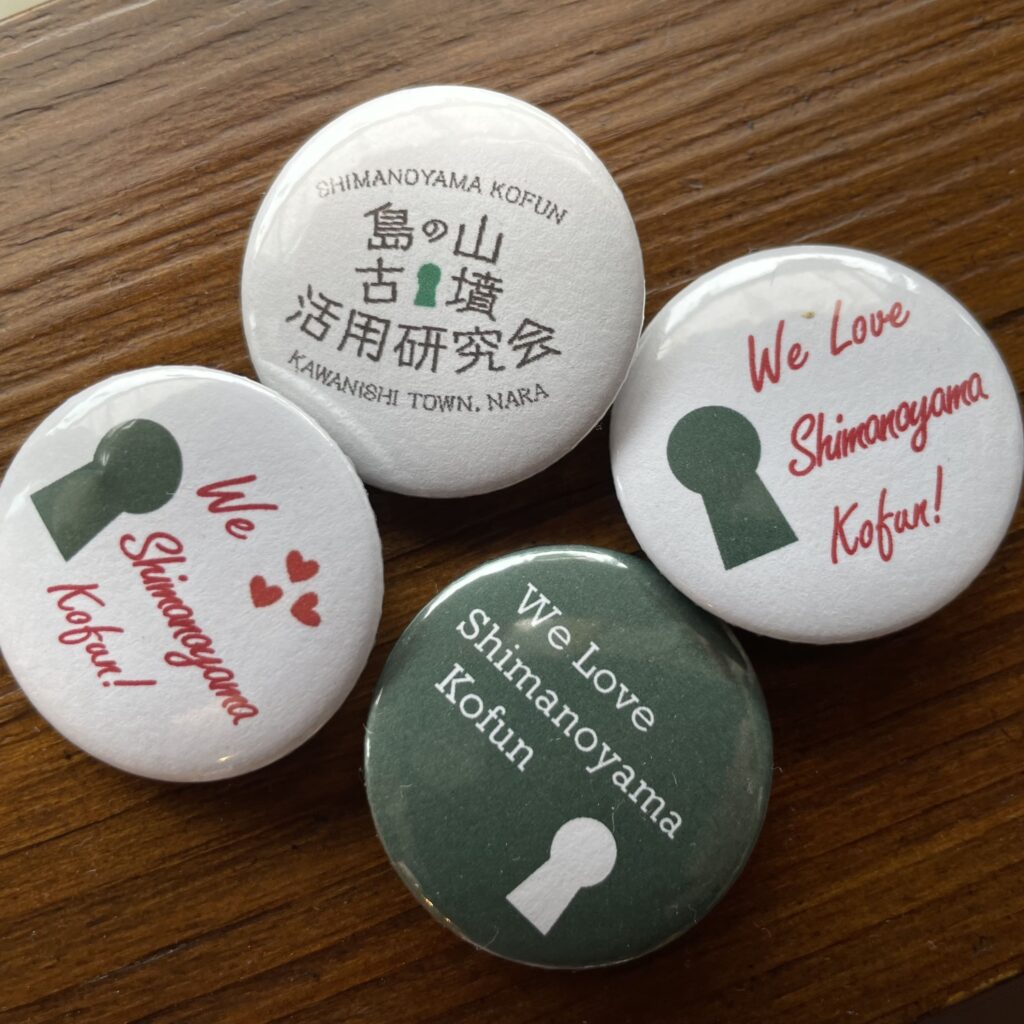 SHIMANOYAMA KOFUN
島の山
古墳
活用研究会
KAWANISHI TOWN, NARA
We Love
Shimanoyama
Kofun!
We
Shimanoyama
Kofun!
We Love
Shimanoyama
Kofun